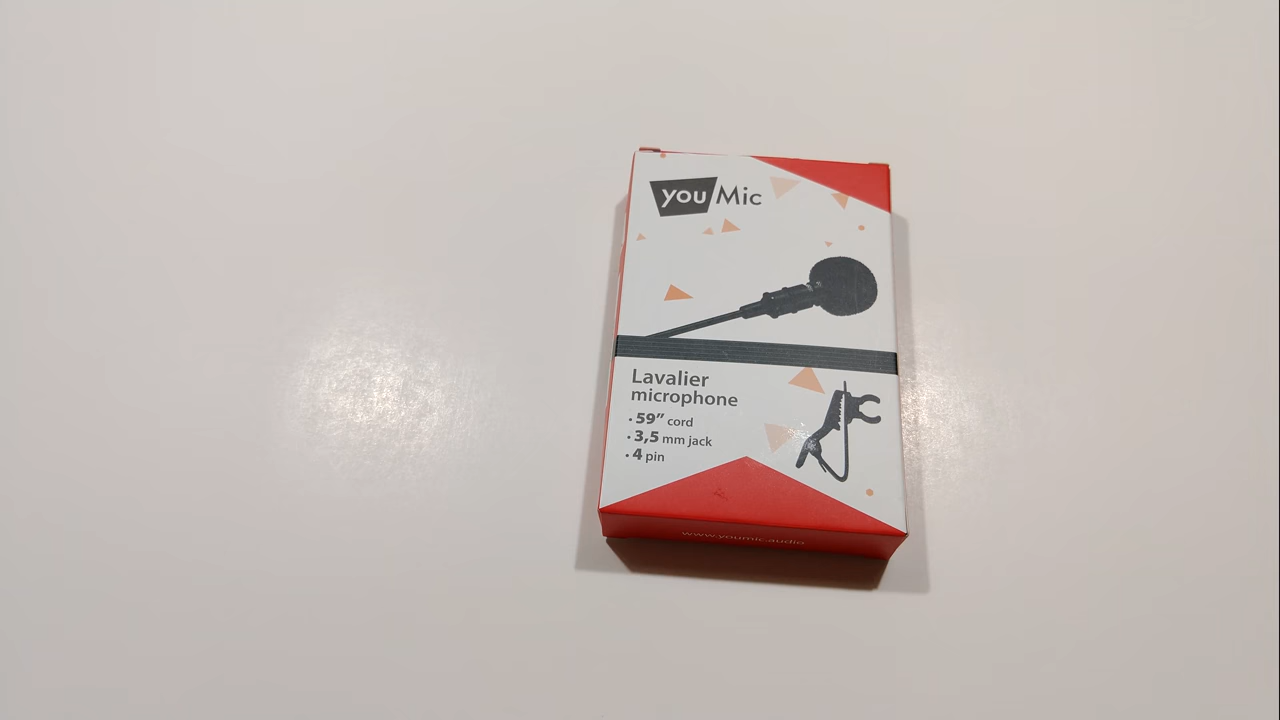 you Mic
Lavalier
microphone
• 59” cord
• 3,5 mm jack
• 4 pin
www.youmic.audio